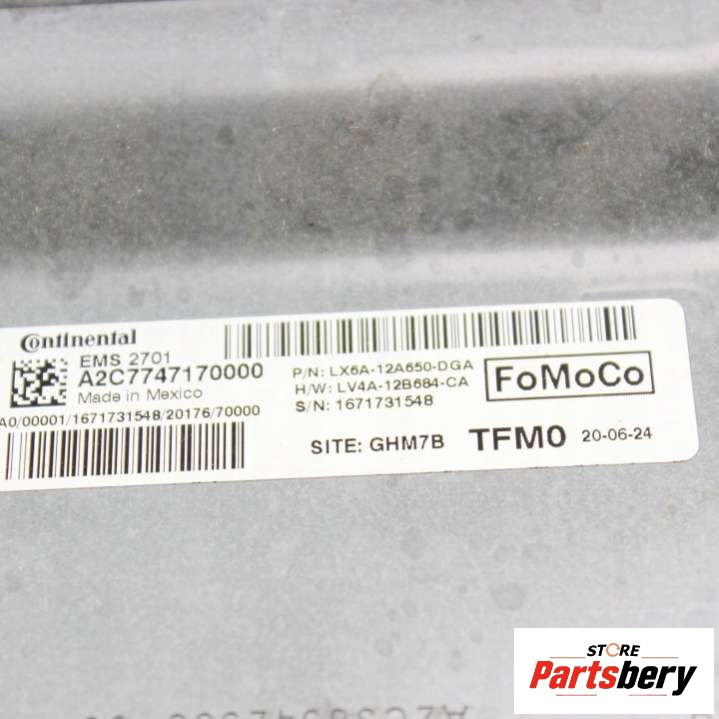 Continental
EMS 2701
A2C7747170000
Made in Mexico
A0/00001/1671731548/20176/70000
P/N: LX6A-12A650-DGA
H/W: LV4A-12B684-CA
S/N: 1671731548
FoMoCo
SITE: GHM7B TFM0 20-06-24
STORE
Partsbery